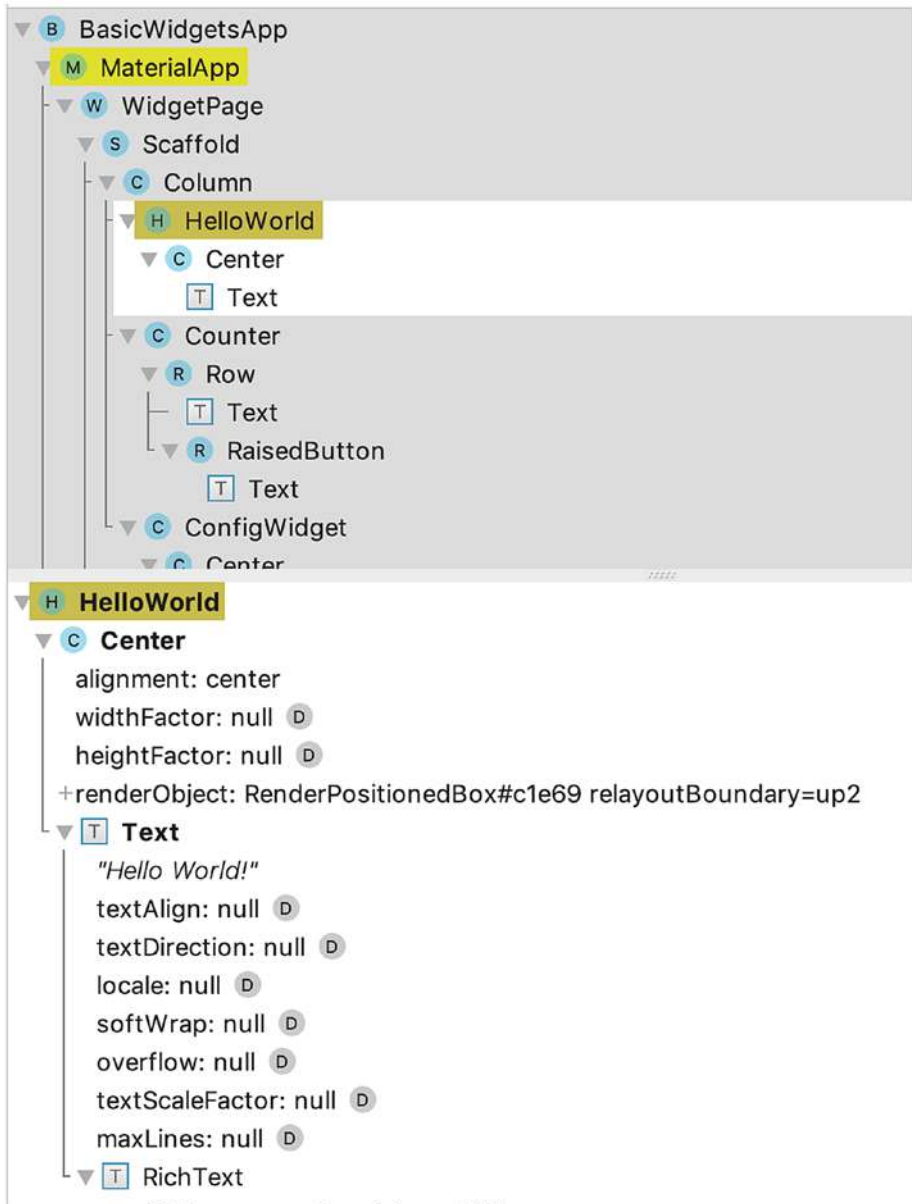 B BasicWidgetsApp
M MaterialApp
W WidgetPage
S Scaffold
C Column
H HelloWorld
C Center
T Text
C Counter
R Row
T Text
R RaisedButton
T Text
C ConfigWidget
C Center
H HelloWorld
C Center
alignment: center
widthFactor: null D
heightFactor: null D
+renderObject: RenderPositionedBox#c1e69 relayoutBoundary=up2
T Text
"Hello World!"
textAlign: null D
textDirection: null D
locale: null D
softWrap: null D
overflow: null D
textScaleFactor: null D
maxLines: null D
T RichText